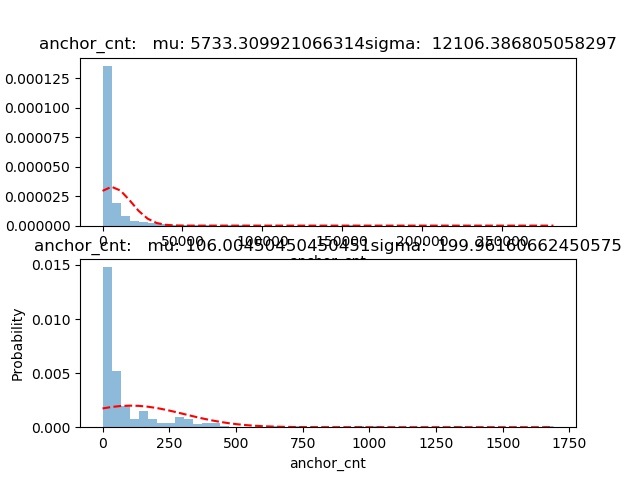 anchor_cnt: mu: 5733.309921066314sigma: 12106.386805058297
0.000125
0.000100
0.000075
0.000050
0.000025
0.000000
0 50000 100000 150000 200000 250000
anchor_cnt
anchor_cnt: mu: 106.00450450450451sigma: 199.96160662450575
0.015
0.010
0.005
0.000
Probability
0 250 500 750 1000 1250 1500 1750
anchor_cnt